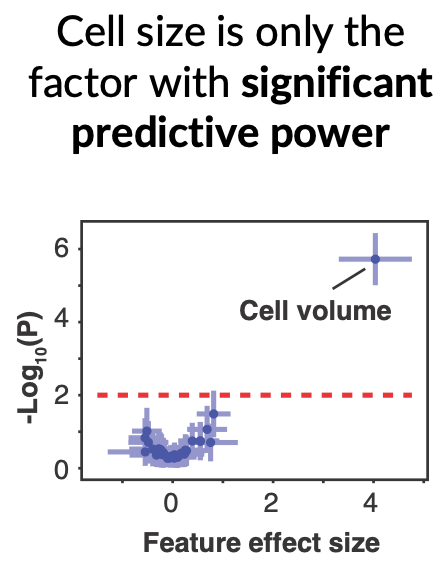 Cell size is only the
factor with significant
predictive power
6
4
2
0
-Log10(P)
Cell volume
0 2 4
Feature effect size